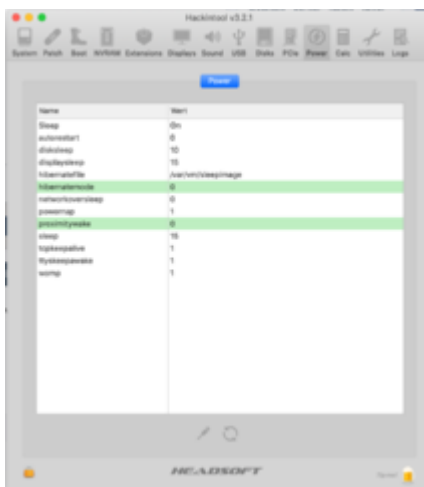 Hackintool v3.2.1
System Patch Boot NVRAM Extensions Displays Sound USB Disks PCIe Power Calc Utilities Logs
Power
Name Wert
Sleep On
autorestart 0
disksleep 10
displaysleep 15
hibernatefile /var/vm/sleepimage
hibernatemode 0
networkoversleep 0
powernap 1
proximitywake 0
sleep 15
tcpkeepalive 1
ttyskeepawake 1
womp 1
HEADSOFT